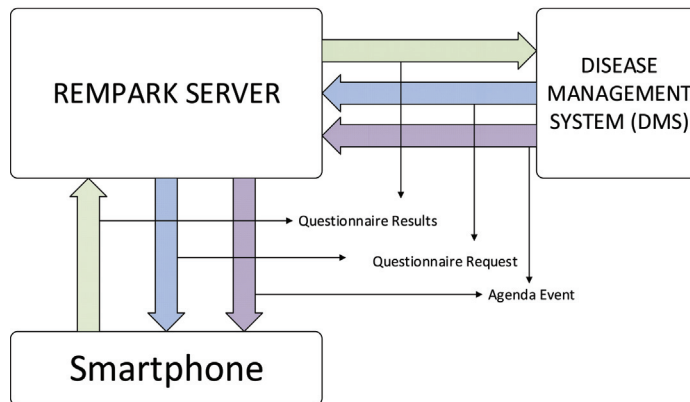 REMPARK SERVER
DISEASE
MANAGEMENT
SYSTEM (DMS)
Questionnaire Results
Questionnaire Request
Agenda Event
Smartphone